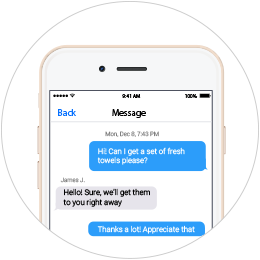 9:41 AM 100%
Back Message
Mon, Dec 8, 7:43 PM
Hi! Can I get a set of fresh
towels please?
James J.
Hello! Sure, we'll get them
to you right away
Thanks a lot! Appreciate that